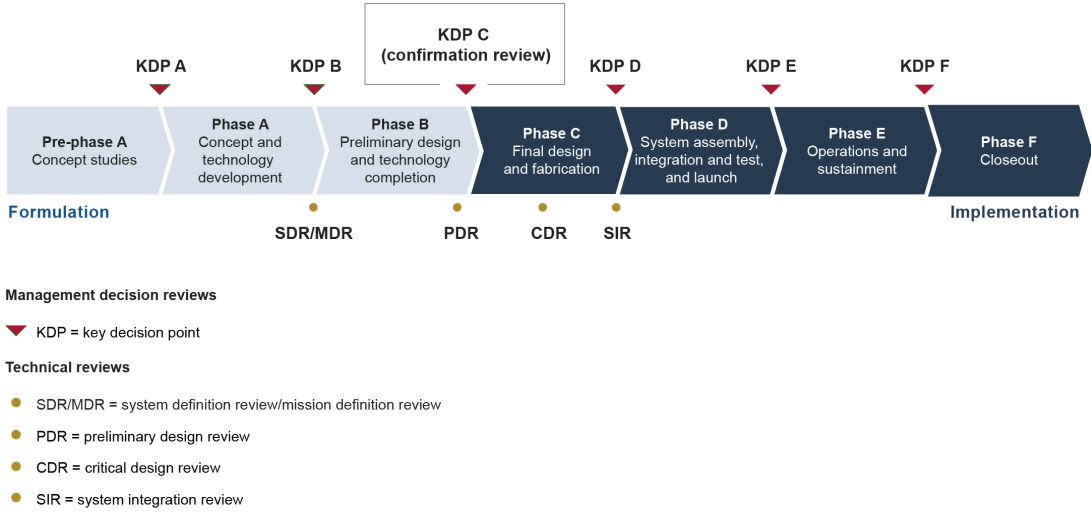 KDP C
(confirmation review)
KDP A
KDP B
KDP D
KDP E
KDP F
Pre-phase A
Concept studies
Phase A
Concept and
technology
development
Phase B
Preliminary design
and technology
completion
Phase C
Final design
and fabrication
Phase D
System assembly,
integration and test,
and launch
Phase E
Operations and
sustainment
Phase F
Closeout
Formulation
Implementation
SDR/MDR
PDR
CDR
SIR
Management decision reviews
KDP = key decision point
Technical reviews
SDR/MDR = system definition review/mission definition review
PDR = preliminary design review
CDR = critical design review
SIR = system integration review